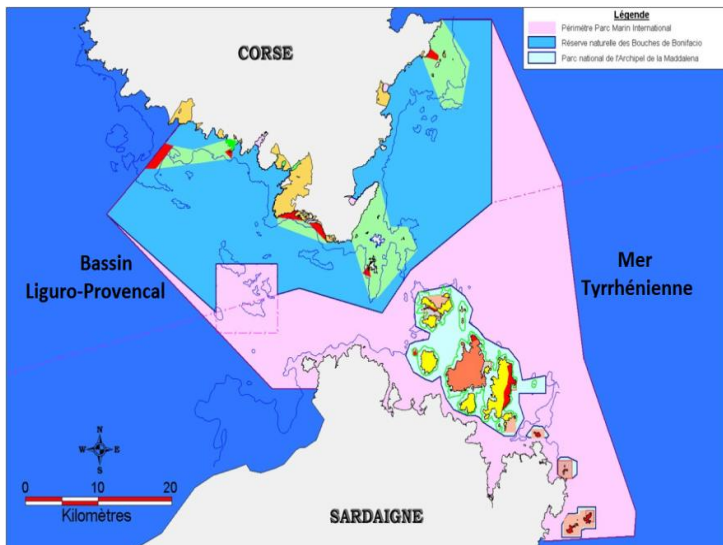 Légende
Périmètre Parc Marin International
Réserve naturelle des Bouches de Bonifacio
Parc national de l'Archipel de la Maddalena
CORSE
Bassin
Liguro-Provencal
Mer
Tyrrhénienne
N
W E
S
0 10 20
Kilomètres
SARDAIGNE